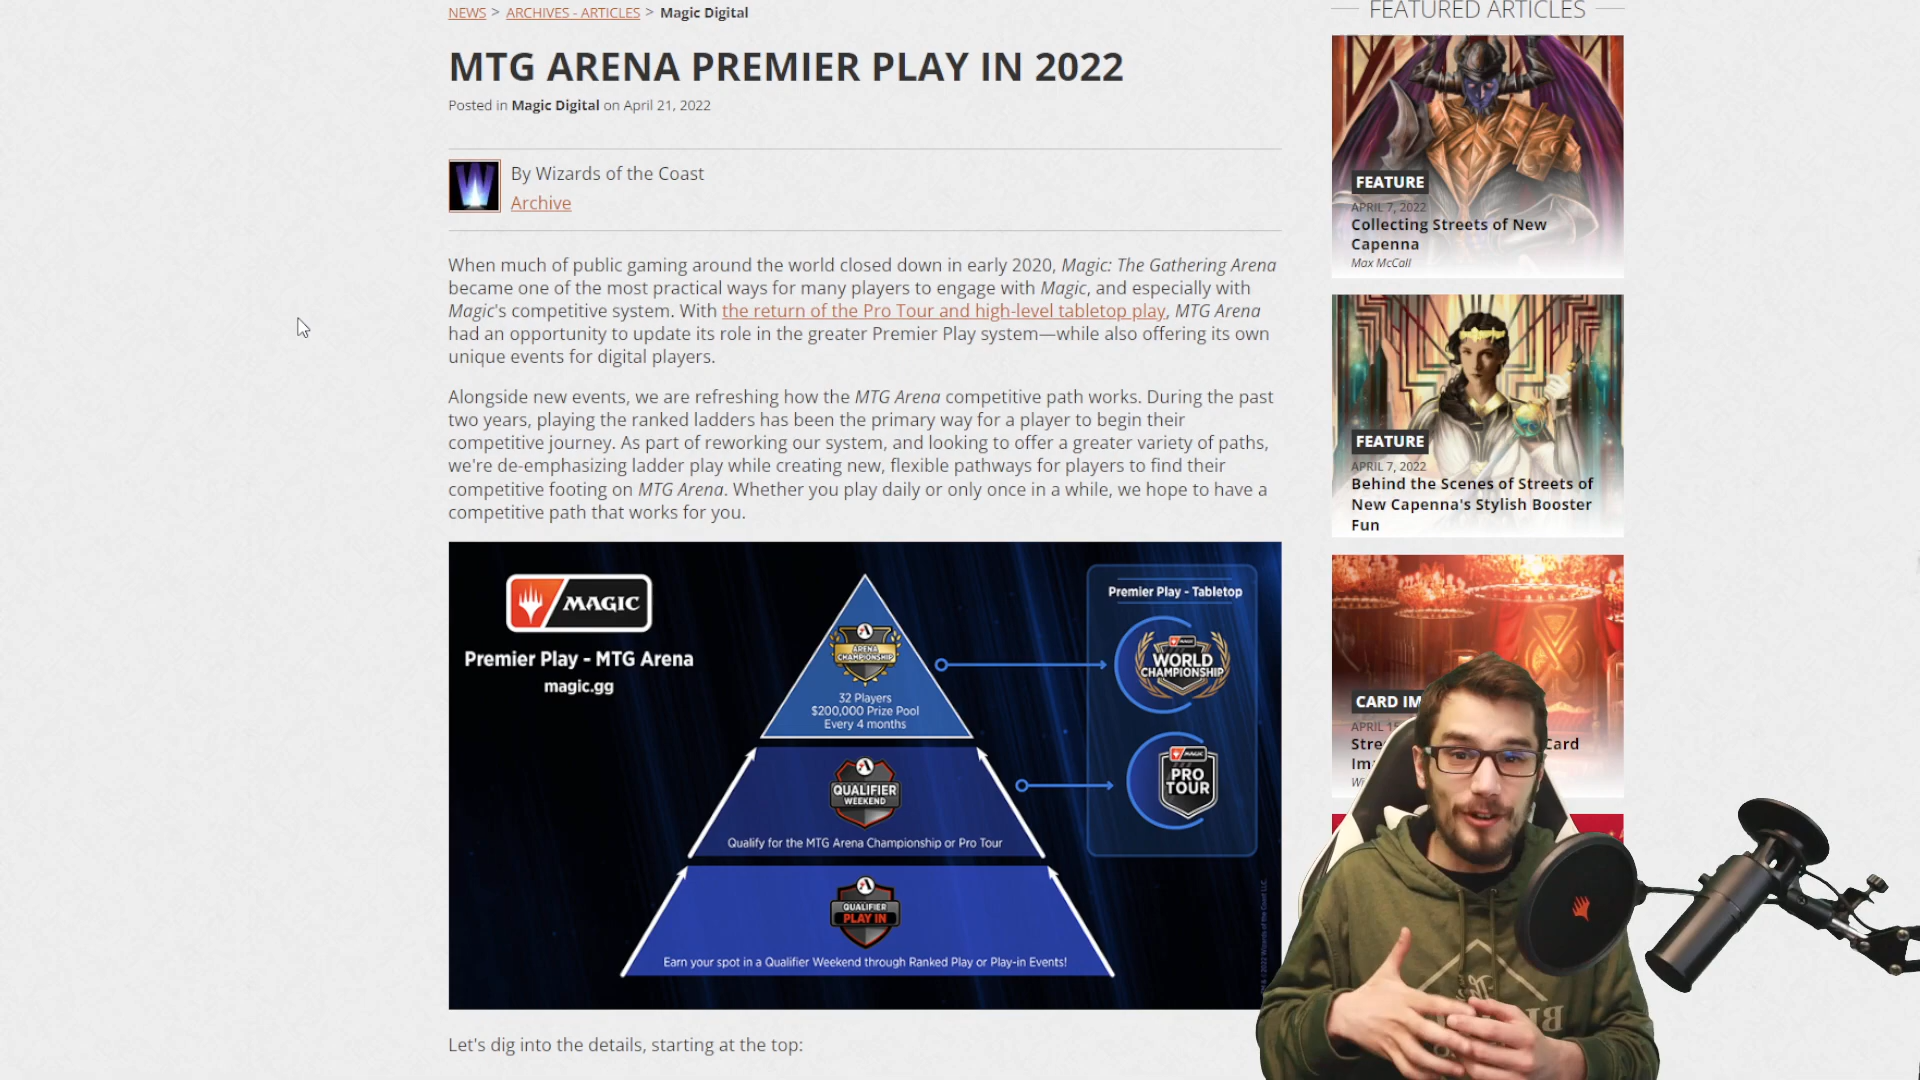 NEWS > ARCHIVES - ARTICLES > Magic Digital
MTG ARENA PREMIER PLAY IN 2022
Posted in Magic Digital on April 21, 2022
By Wizards of the Coast
Archive
When much of public gaming around the world closed down in early 2020, Magic: The Gathering Arena
became one of the most practical ways for many players to engage with Magic, and especially with
Magic's competitive system. With the return of the Pro Tour and high-level tabletop play, MTG Arena
had an opportunity to update its role in the greater Premier Play system—while also offering its own
unique events for digital players.
Alongside new events, we are refreshing how the MTG Arena competitive path works. During the past
two years, playing the ranked ladders has been the primary way for a player to begin their
competitive journey. As part of reworking our system, and looking to offer a greater variety of paths,
we're de-emphasizing ladder play while creating new, flexible pathways for players to find their
competitive footing on MTG Arena. Whether you play daily or only once in a while, we hope to have a
competitive path that works for you.
MAGIC
Premier Play - MTG Arena
magic.gg
ARENA
CHAMPIONSHIP
32 Players
$200,000 Prize Pool
Every 4 months
QUALIFIER
WEEKEND
Qualify for the MTG Arena Championship or Pro Tour
QUALIFIER
PLAY IN
Earn your spot in a Qualifier Weekend through Ranked Play or Play-in Events!
Premier Play - Tabletop
MAGIC
WORLD
CHAMPIONSHIP
MAGIC
PRO
TOUR
Let's dig into the details, starting at the top:
FEATURED ARTICLES
FEATURE
APRIL 7, 2022
Collecting Streets of New
Capenna
Max McCall
FEATURE
APRIL 7, 2022
Behind the Scenes of Streets of
New Capenna's Stylish Booster
Fun
CARD IM
APRIL 1
Stre Card
Ima
Wi